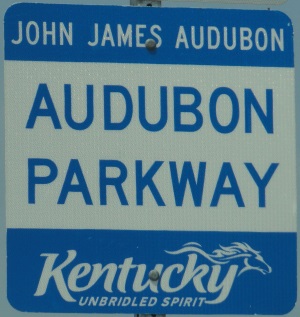 JOHN JAMES AUDUBON
AUDUBON
PARKWAY
Kentucky
UNBRIDLED SPIRIT